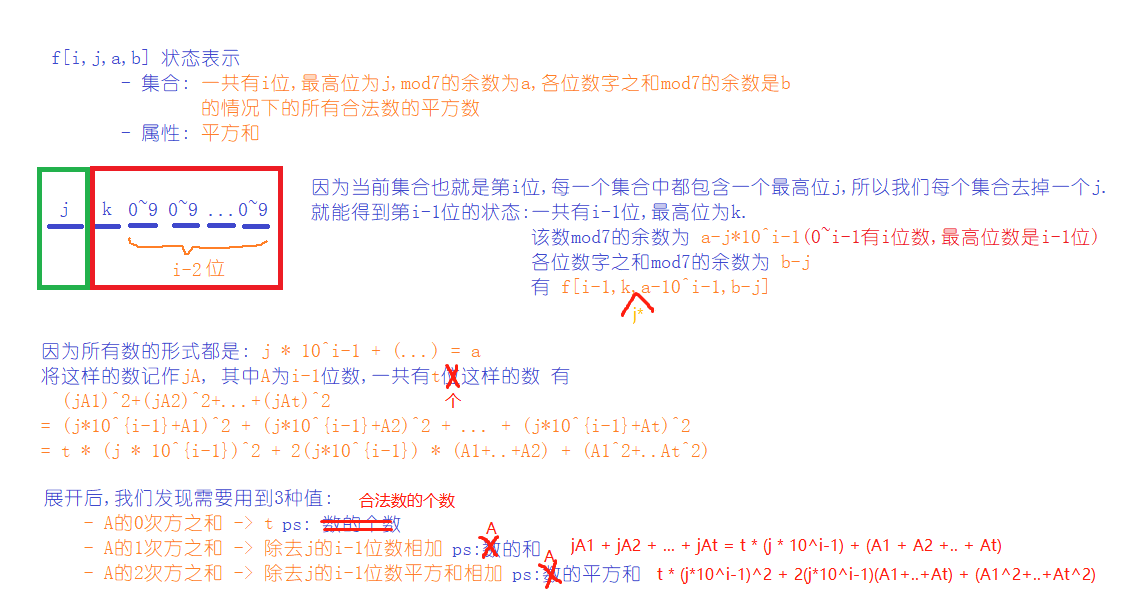 f[i,j,a,b] 状态表示
- 集合: 一共有i位,最高位为j,mod7的余数为a,各位数字之和mod7的余数是b
的情况下的所有合法数的平方数
- 属性: 平方和
j k 0~9 0~9 ...0~9
i-2 位
因为当前集合也就是第i位,每一个集合中都包含一个最高位j,所以我们每个集合去掉一个j.
就能得到第i-1位的状态:一共有i-1位,最高位为k.
该数mod7的余数为 a-j*10^i-1(0~i-1有i位数,最高位数是i-1位)
各位数字之和mod7的余数为 b-j
有 f[i-1,k,a-10^i-1,b-j]
j*
因为所有数的形式都是: j * 10^i-1 + (...) = a
将这样的数记作jA, 其中A为i-1位数,一共有t位这样的数 有
个
(jA1)^2+(jA2)^2+...+(jAt)^2
= (j*10^{i-1}+A1)^2 + (j*10^{i-1}+A2)^2 + ... + (j*10^{i-1}+At)^2
= t * (j * 10^{i-1})^2 + 2(j*10^{i-1}) * (A1+..+A2) + (A1^2+..At^2)
展开后,我们发现需要用到3种值: 合法数的个数
- A的0次方之和 -> t ps: 数的个数
A
- A的1次方之和 -> 除去j的i-1位数相加 ps:数的和 jA1 + jA2 + ... + jAt = t * (j * 10^i-1) + (A1 + A2 +.. + At)
A
- A的2次方之和 -> 除去j的i-1位数平方和相加 ps:数的平方和 t * (j*10^i-1)^2 + 2(j*10^i-1)(A1+..+At) + (A1^2+..+At^2)